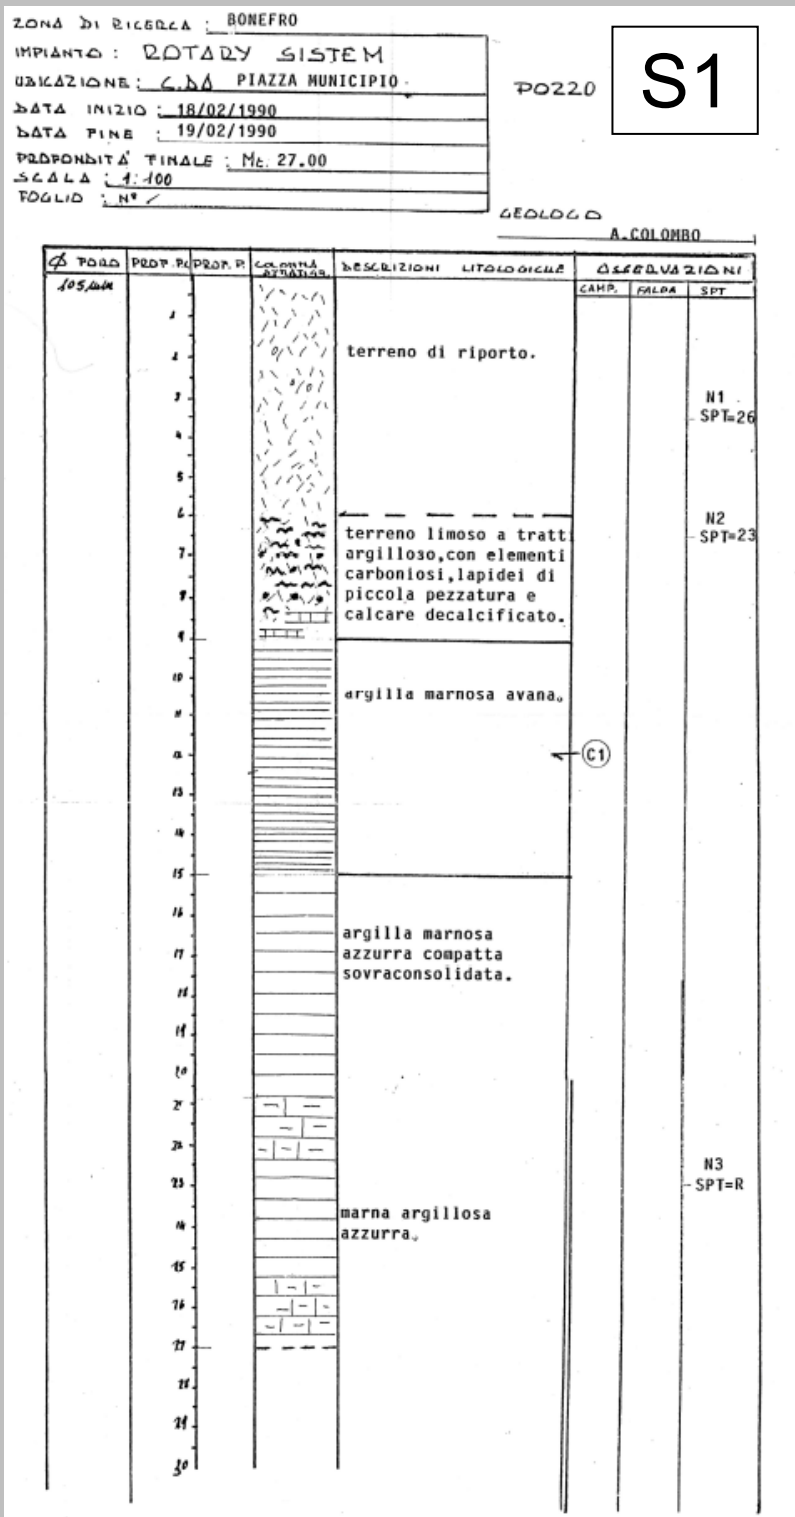 ZONA DI RICERCA : BONEFRO
IMPIANTO : ROTARY SISTEM
UBICAZIONE : C.DA PIAZZA MUNICIPIO
DATA INIZIO : 18/02/1990
DATA FINE : 19/02/1990
PROFONDITA' FINALE : Mt. 27.00
SCALA : 1:100
FOGLIO : N° /
POZZO
S1
GEOLOGO
A.COLOMBO
Ø FORO PROF. PC PROF. P. COLONNA STRATIGR. DESCRIZIONI LITOLOGICHE OSSERVAZIONI
CAMP. FALDA SPT
105 mm
1
2
terreno di riporto.
3
N1
SPT=26
4
5
6
N2
SPT=23
terreno limoso a tratti
argilloso,con elementi
7
carboniosi,lapidei di
8
piccola pezzatura e
calcare decalcificato.
9
10
argilla marnosa avana.
11
12
C1
13
14
15
16
argilla marnosa
17
azzurra compatta
sovraconsolidata.
18
19
20
21
22
N3
23
SPT=R
marna argillosa
24
azzurra.
25
26
27
28
29
30